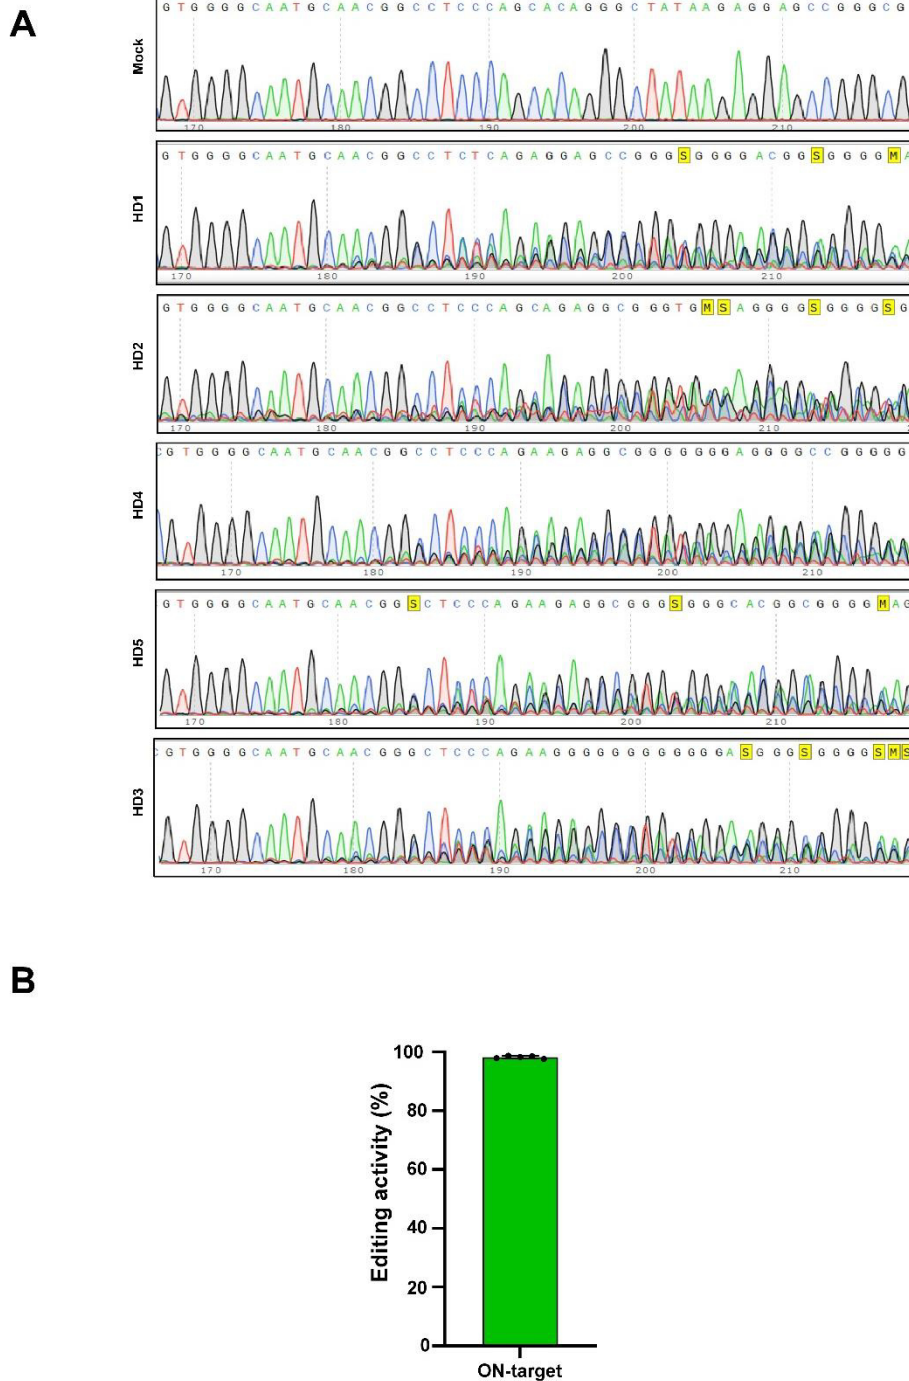 A
Mock
G T G G G G C A A T G C A A C G G C C T C C C A G C A C A G G G C T A T A A G A G G A G C C G G G C G
170 180 190 200 210
HD1
G T G G G G C A A T G C A A C G G C C T C T C A G A G G A G C C G G G S G G G G A C G G S G G G G M A
170 180 190 200 210
HD2
G T G G G G C A A T G C A A C G G C C T C C C A G C A G A G G C G G G T G M S A G G G G S G G G G S G
170 180 190 200 210
HD4
C G T G G G G C A A T G C A A C G G C C T C C C A G A A G A G G C G G G G G G G A G G G G C C G G G G G
170 180 190 200 210
HD5
G T G G G G C A A T G C A A C G G S C T C C C A G A A G A G G C G G G S G G G C A C G G C G G G G M A G
170 180 190 200 210
HD3
C G T G G G G C A A T G C A A C G G G C T C C C A G A A G G G G G G G G G G G G G A S G G G S G G G G S M S
170 180 190 200 210
B
Editing activity (%)
100
80
60
40
20
0
ON-target